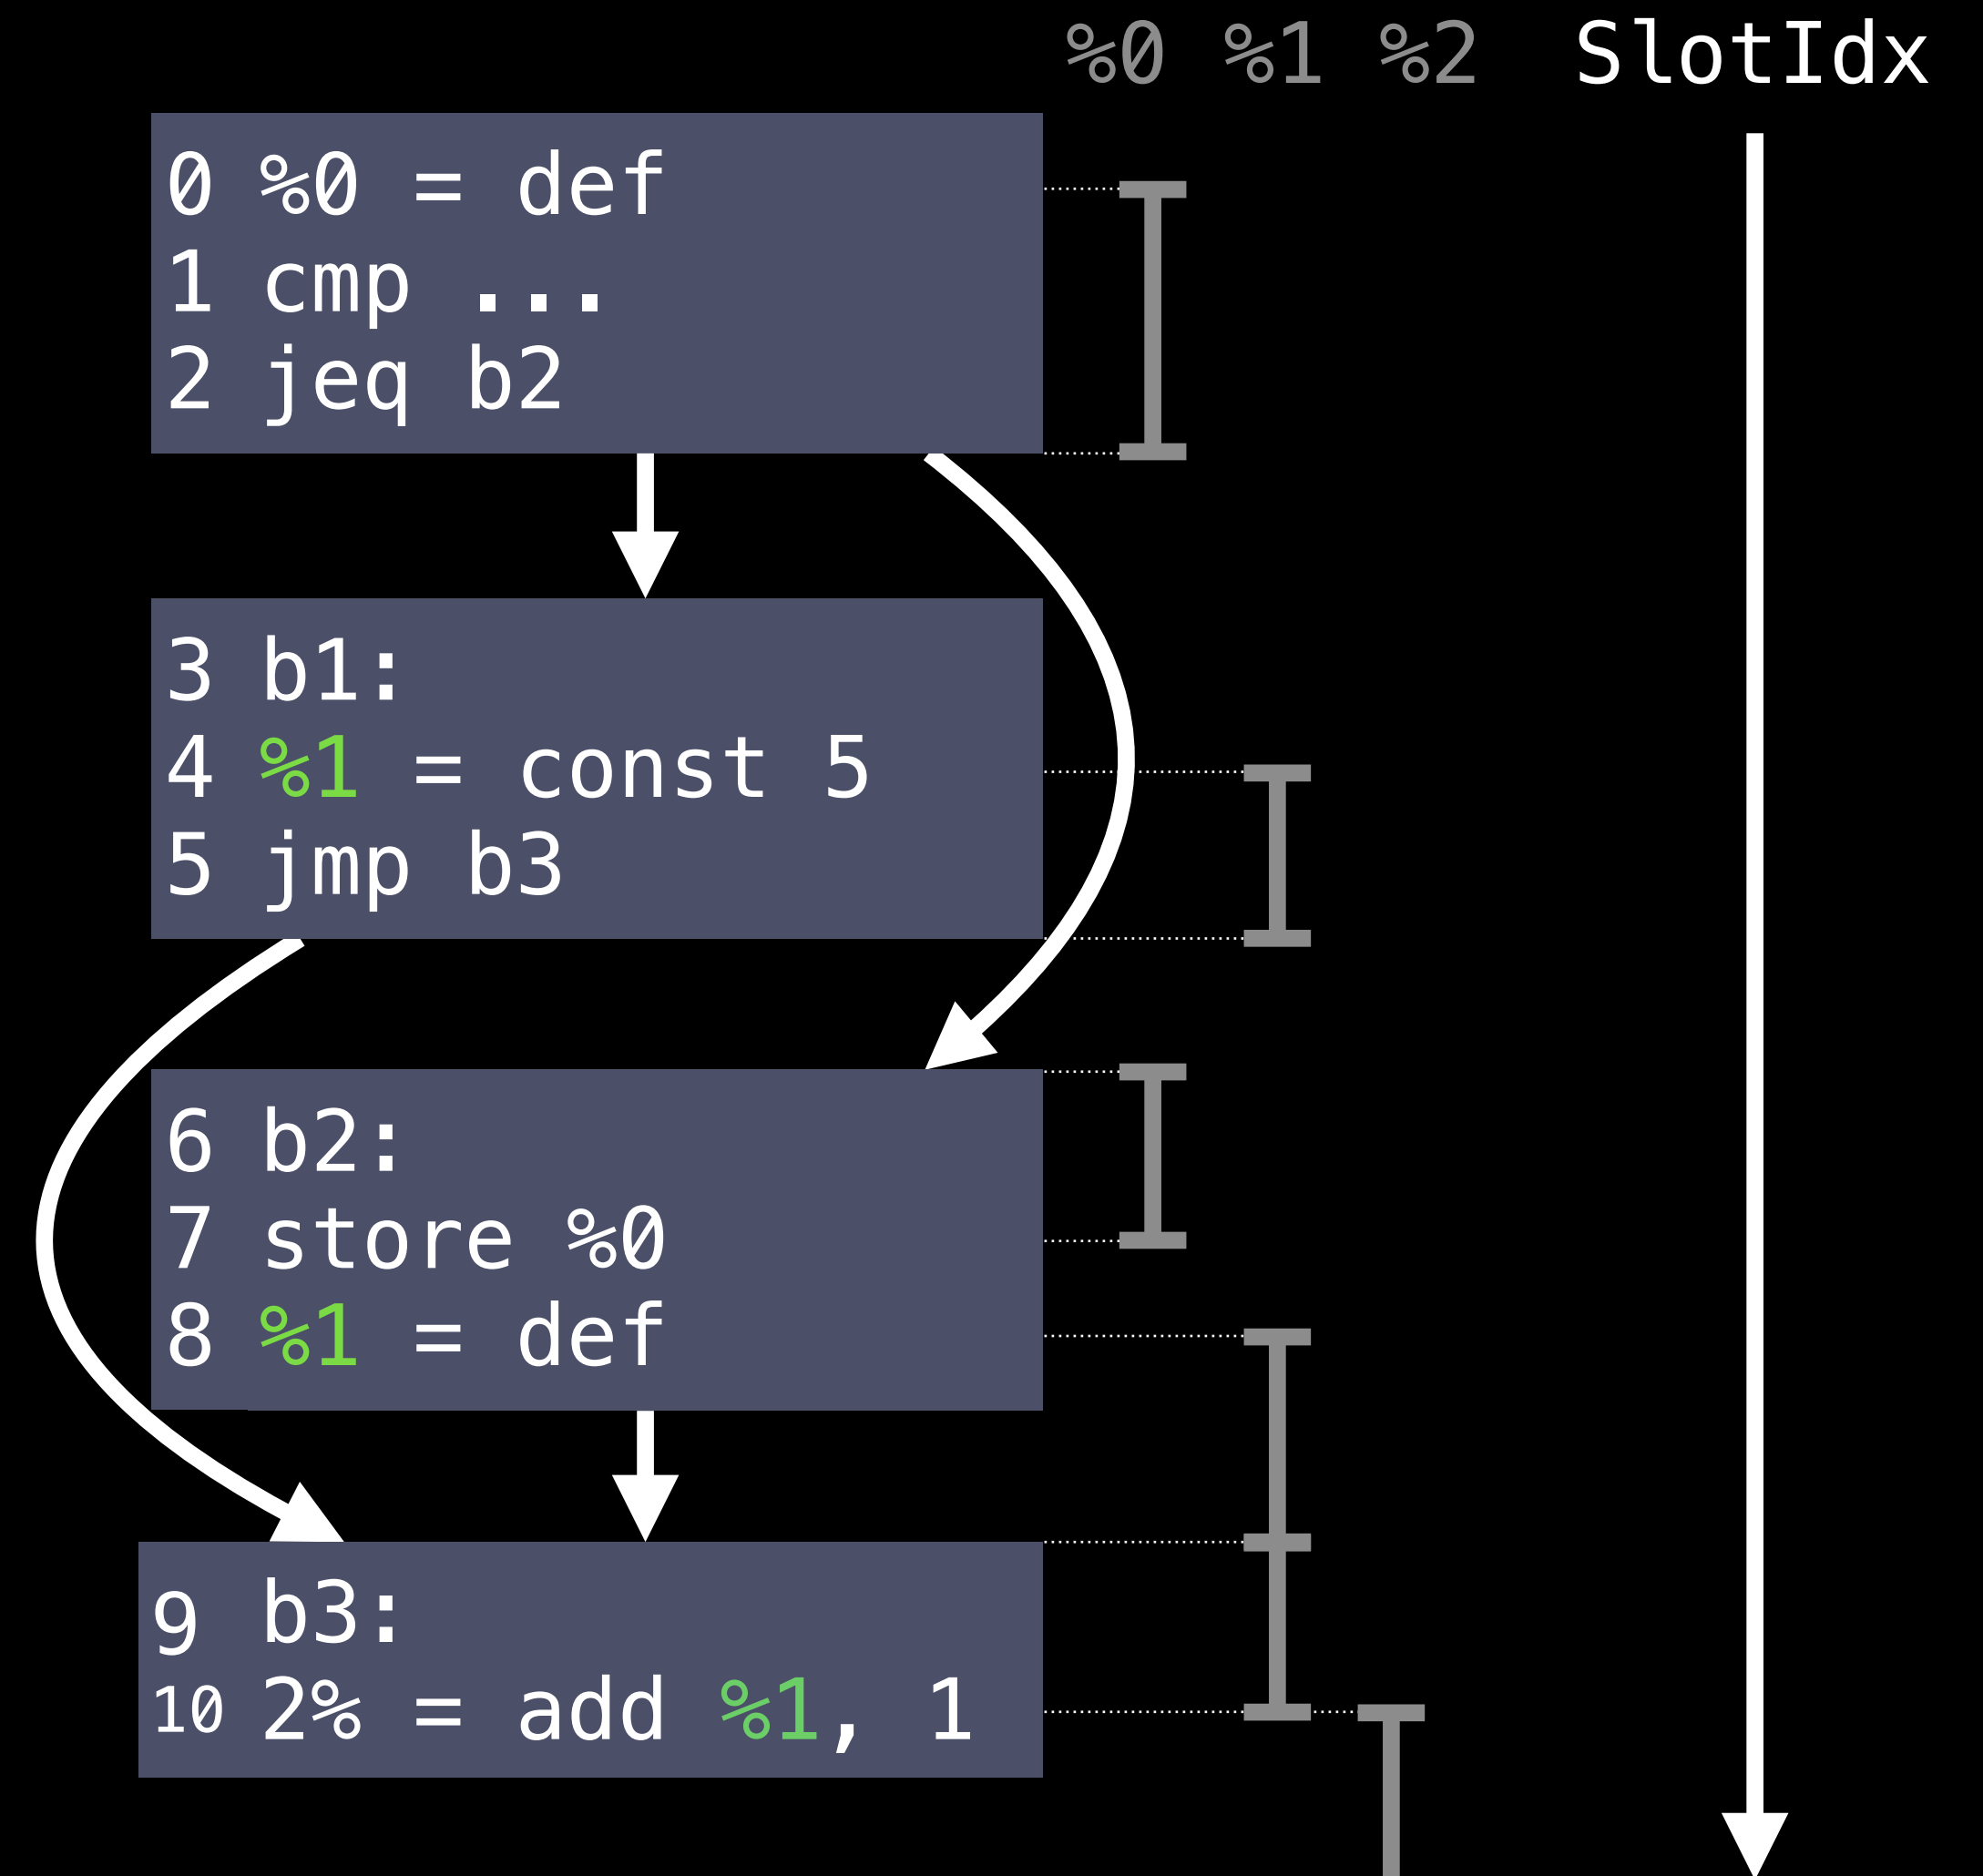 %0 %1 %2 SlotIdx
0 %0 = def
1 cmp ...
2 jeq b2
3 b1:
4 %1 = const 5
5 jmp b3
6 b2:
7 store %0
8 %1 = def
9 b3:
10 2% = add %1, 1